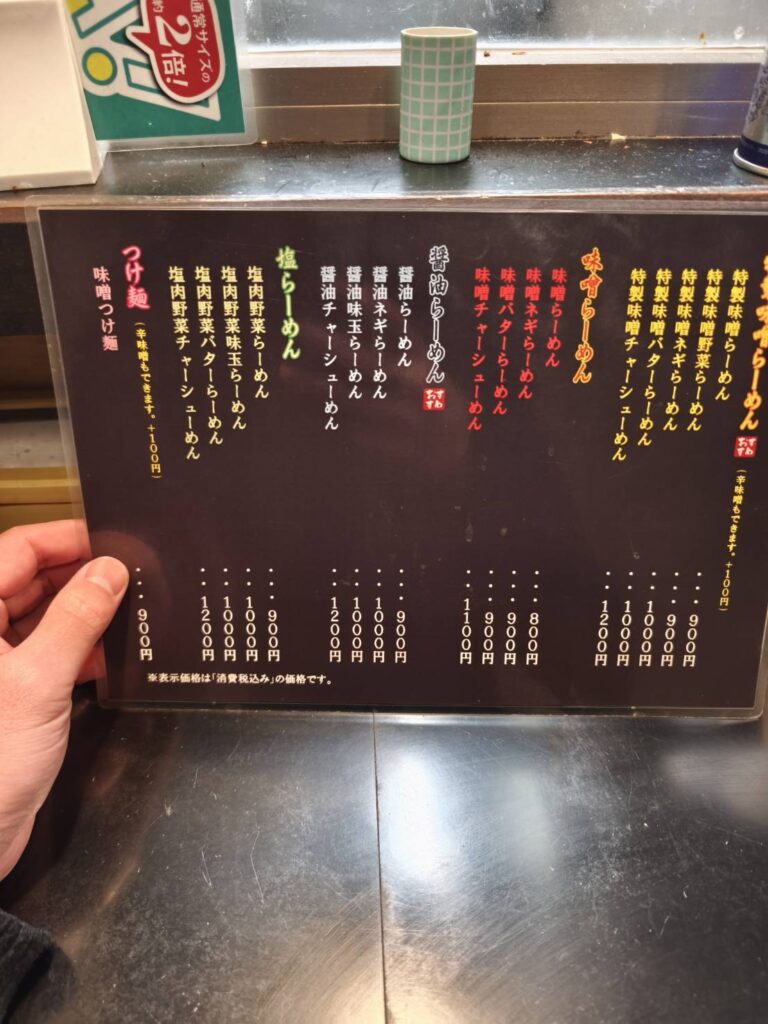 通常サイズの
約2倍!
味噌らーめん
おすすめ
(辛味噌もできます。+100円)
特製味噌らーめん・・・900円
特製味噌野菜らーめん・・・900円
特製味噌ネギらーめん・・・1000円
特製味噌バターらーめん・・・1000円
特製味噌チャーシューめん・・・1200円
味噌らーめん
味噌らーめん・・・800円
味噌ネギらーめん・・・900円
味噌バターらーめん・・・900円
味噌チャーシューめん・・・1100円
醤油らーめん
おすすめ
醤油らーめん・・・900円
醤油ネギらーめん・・・1000円
醤油味玉らーめん・・・1000円
醤油チャーシューめん・・・1200円
塩らーめん
塩肉野菜らーめん・・・900円
塩肉野菜味玉らーめん・・・1000円
塩肉野菜バターらーめん・・・1000円
塩肉野菜チャーシューめん・・・1200円
つけ麺
(辛味噌もできます。+100円)
味噌つけ麺・・・900円
※表示価格は「消費税込み」の価格です。